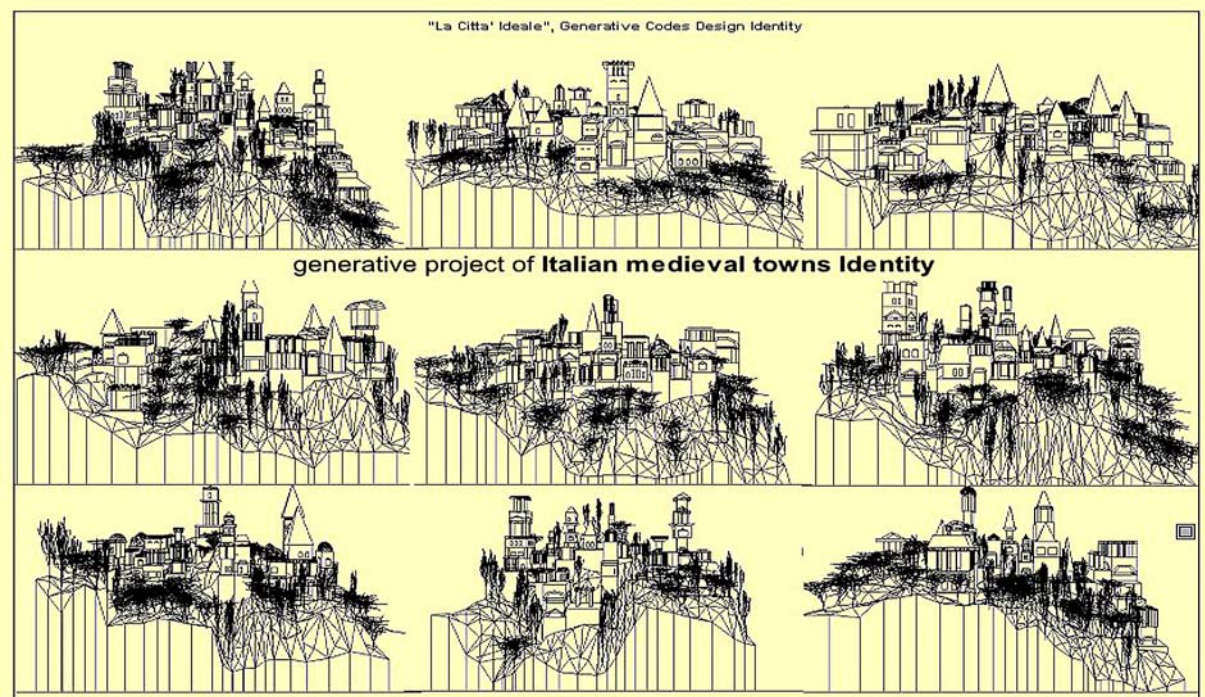 "La Citta' Ideale", Generative Codes Design Identity
generative project of Italian medieval towns Identity